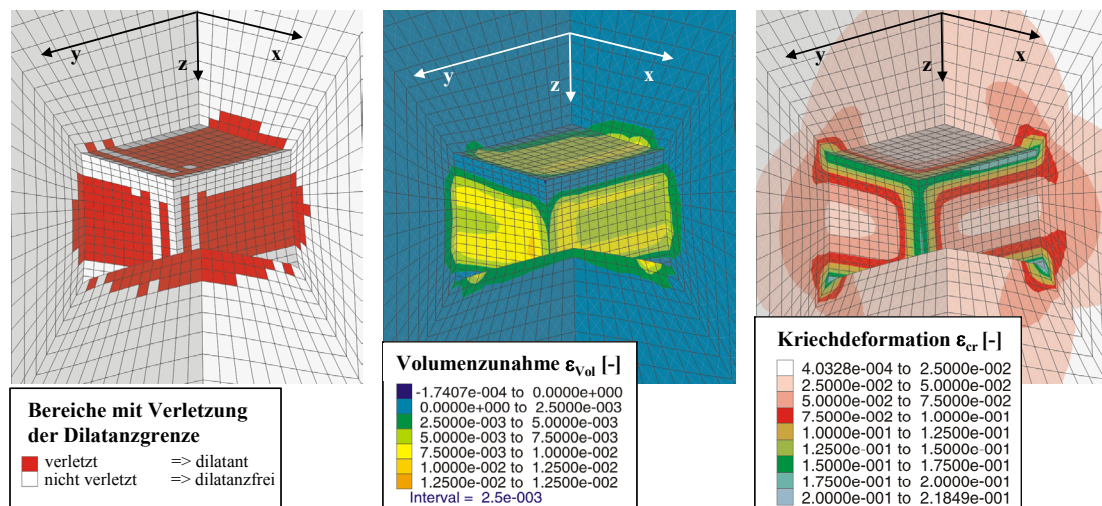 y
x
z
y
x
z
y
x
z
Bereiche mit Verletzung
der Dilatanzgrenze
verletzt => dilatant
nicht verletzt => dilatanzfrei
Volumenzunahme εVol [-]
-1.7407e-004 to 0.0000e+000
0.0000e+000 to 2.5000e-003
2.5000e-003 to 5.0000e-003
5.0000e-003 to 7.5000e-003
7.5000e-003 to 1.0000e-002
1.0000e-002 to 1.2500e-002
1.2500e-002 to 1.2500e-002
Interval = 2.5e-003
Kriechdeformation εcr [-]
4.0328e-004 to 2.5000e-002
2.5000e-002 to 5.0000e-002
5.0000e-002 to 7.5000e-002
7.5000e-002 to 1.0000e-001
1.0000e-001 to 1.2500e-001
1.2500e-001 to 1.5000e-001
1.5000e-001 to 1.7500e-001
1.7500e-001 to 2.0000e-001
2.0000e-001 to 2.1849e-001